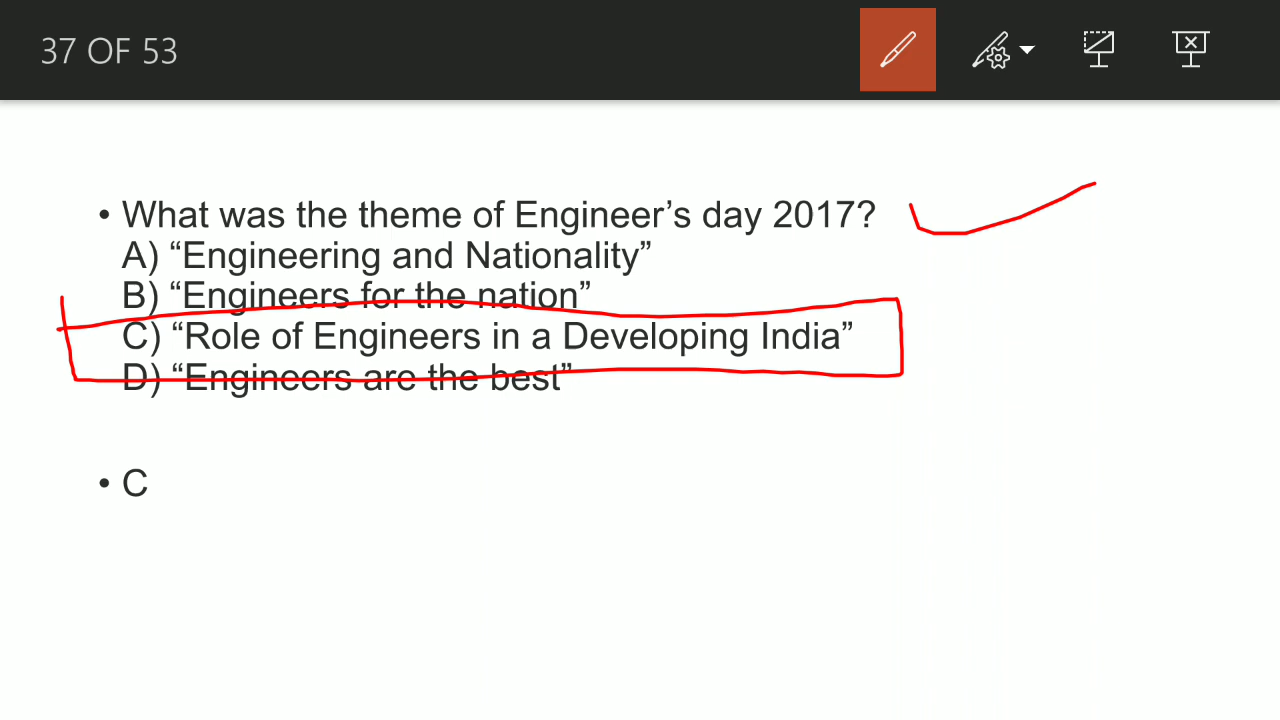 37 OF 53
• What was the theme of Engineer’s day 2017?
A) “Engineering and Nationality”
B) “Engineers for the nation”
C) “Role of Engineers in a Developing India”
D) “Engineers are the best”
• C